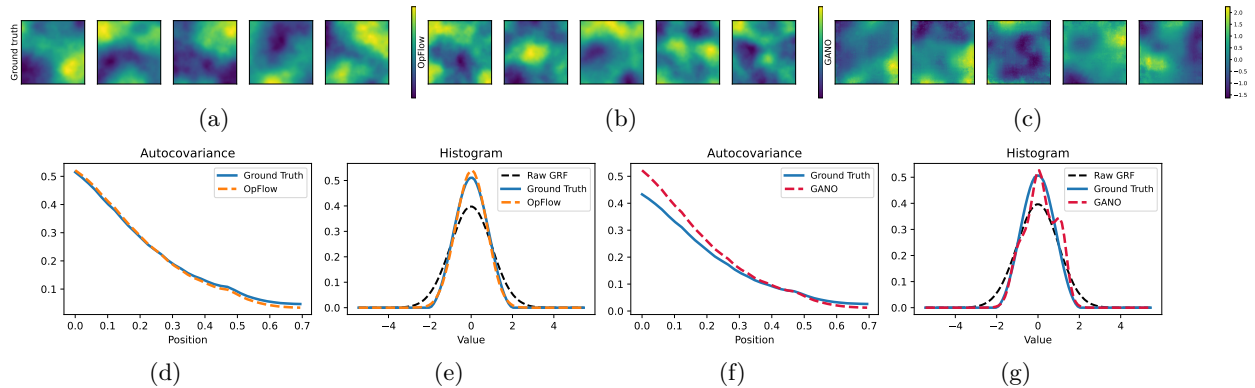 Ground truth
OpFlow
GANO
2.0
1.5
1.0
0.5
0.0
−0.5
−1.0
−1.5
(a)
(b)
(c)
Autocovariance
0.5
0.4
0.3
0.2
0.1
0.0 0.1 0.2 0.3 0.4 0.5 0.6 0.7
Position
Ground Truth
OpFlow
(d)
Histogram
0.5
0.4
0.3
0.2
0.1
0.0
−4 −2 0 2 4
Value
Raw GRF
Ground Truth
OpFlow
(e)
Autocovariance
0.5
0.4
0.3
0.2
0.1
0.0
0.0 0.1 0.2 0.3 0.4 0.5 0.6 0.7
Position
Ground Truth
GANO
(f)
Histogram
0.5
0.4
0.3
0.2
0.1
0.0
−4 −2 0 2 4
Value
Raw GRF
Ground Truth
GANO
(g)